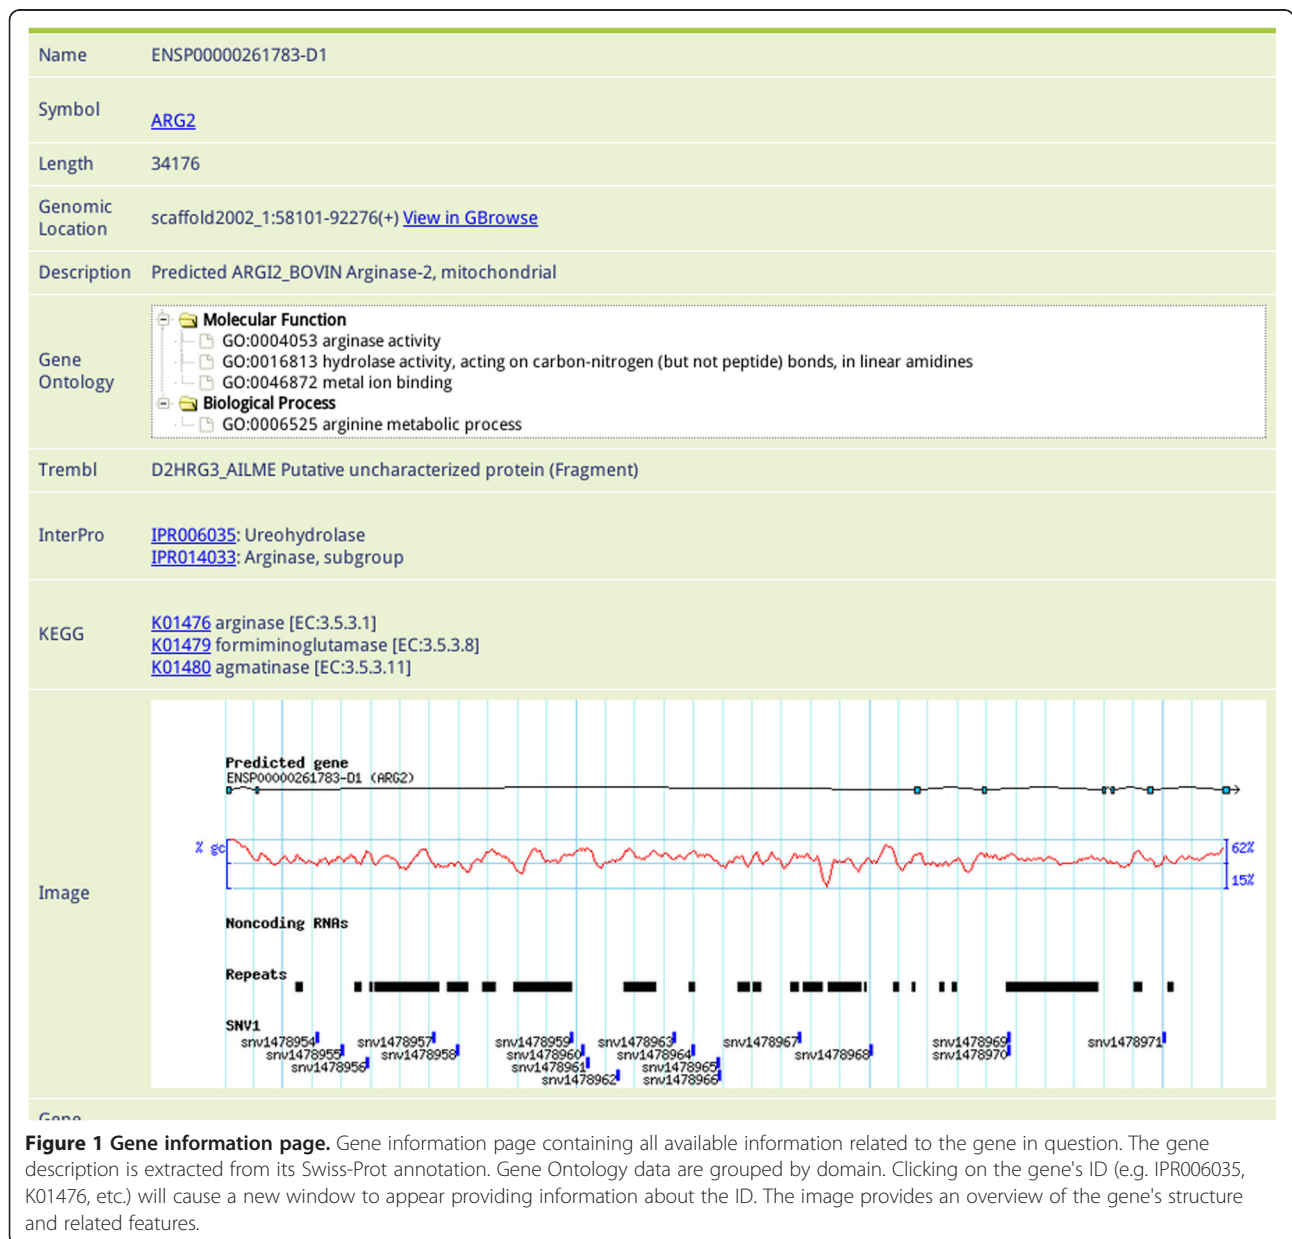 Name ENSP00000261783-D1
Symbol ARG2
Length 34176
Genomic
Location scaffold2002_1:58101-92276(+) View in GBrowse
Description Predicted ARGI2_BOVIN Arginase-2, mitochondrial
Gene
Ontology
Molecular Function
GO:0004053 arginase activity
GO:0016813 hydrolase activity, acting on carbon-nitrogen (but not peptide) bonds, in linear amidines
GO:0046872 metal ion binding
Biological Process
GO:0006525 arginine metabolic process
Trembl D2HRG3_AILME Putative uncharacterized protein (Fragment)
InterPro
IPR006035: Ureohydrolase
IPR014033: Arginase, subgroup
KEGG
K01476 arginase [EC:3.5.3.1]
K01479 formiminoglutamase [EC:3.5.3.8]
K01480 agmatinase [EC:3.5.3.11]
Image
Predicted gene
ENSP00000261783-D1 (ARG2)
% gc 62%
15%
Noncoding RNAs
Repeats
SNV1
snv1478954 snv1478957 snv1478959 snv1478963 snv1478967 snv1478969 snv1478971
snv1478955 snv1478958 snv1478960 snv1478964 snv1478968 snv1478970
snv1478956 snv1478961 snv1478965
snv1478962 snv1478966
Gene
Figure 1 Gene information page. Gene information page containing all available information related to the gene in question. The gene
description is extracted from its Swiss-Prot annotation. Gene Ontology data are grouped by domain. Clicking on the gene's ID (e.g. IPR006035,
K01476, etc.) will cause a new window to appear providing information about the ID. The image provides an overview of the gene's structure
and related features.